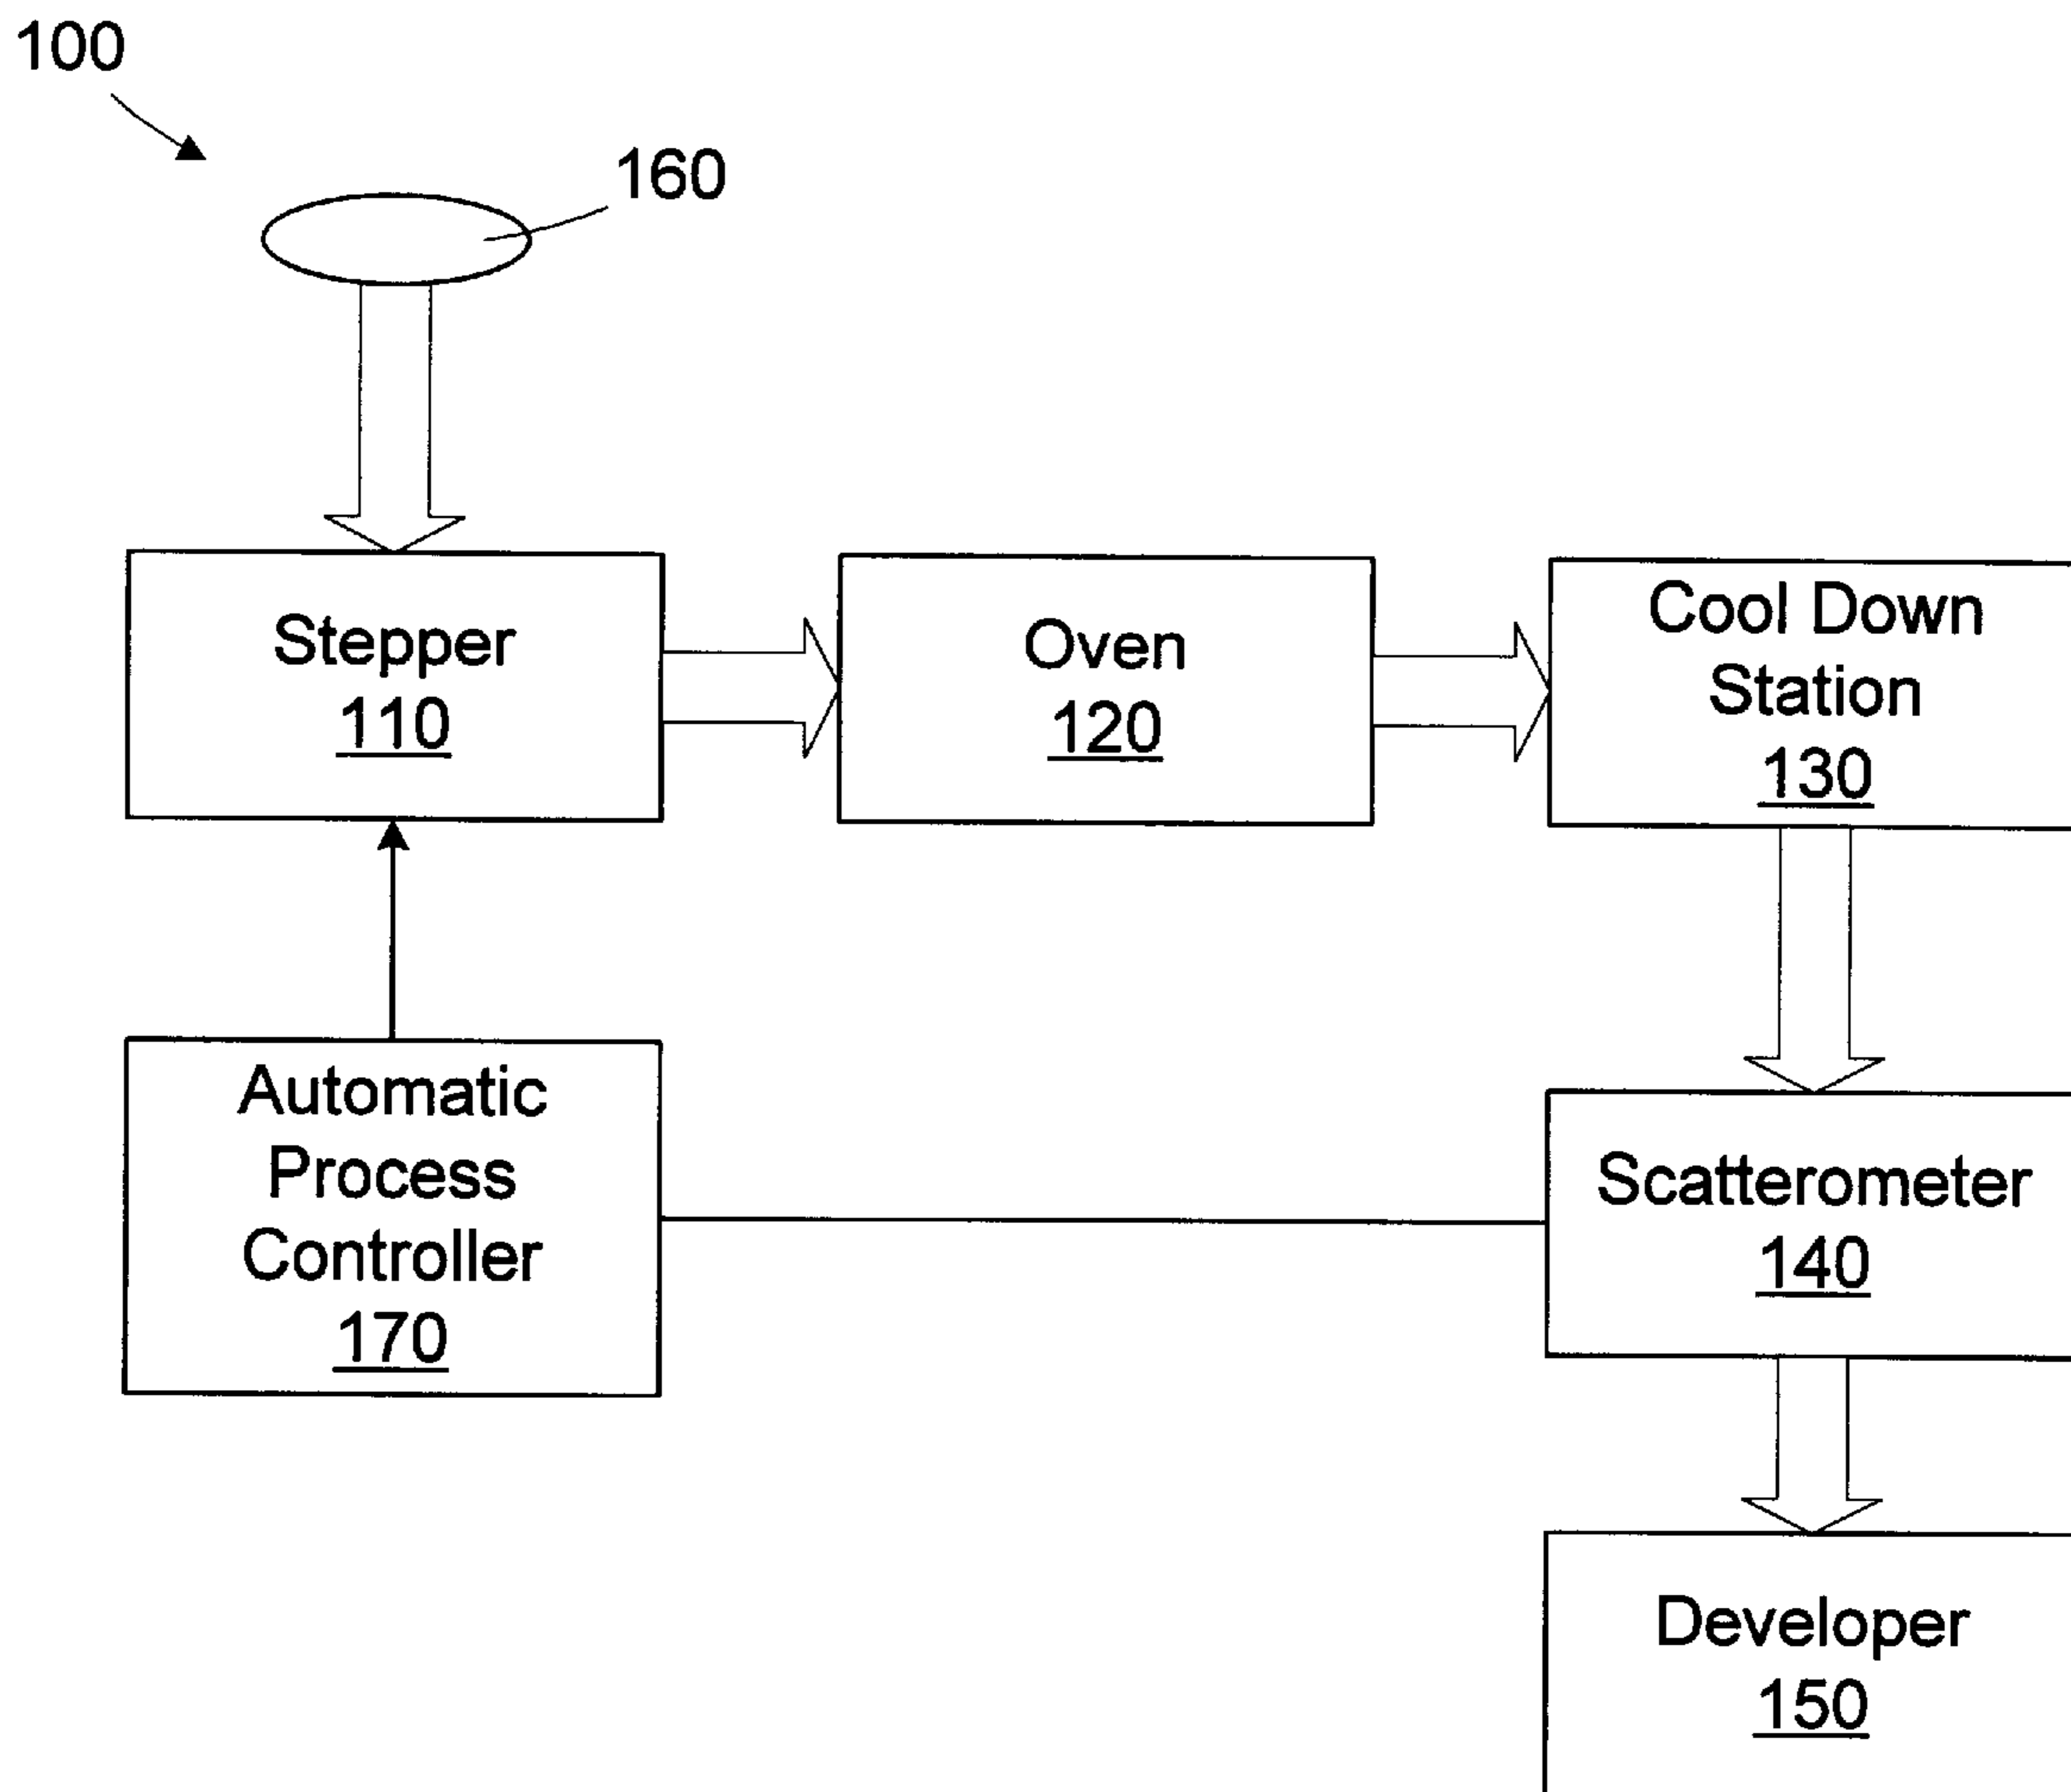 100
160
Stepper
110
Oven
120
Cool Down
Station
130
Automatic
Process
Controller
170
Scatterometer
140
Developer
150